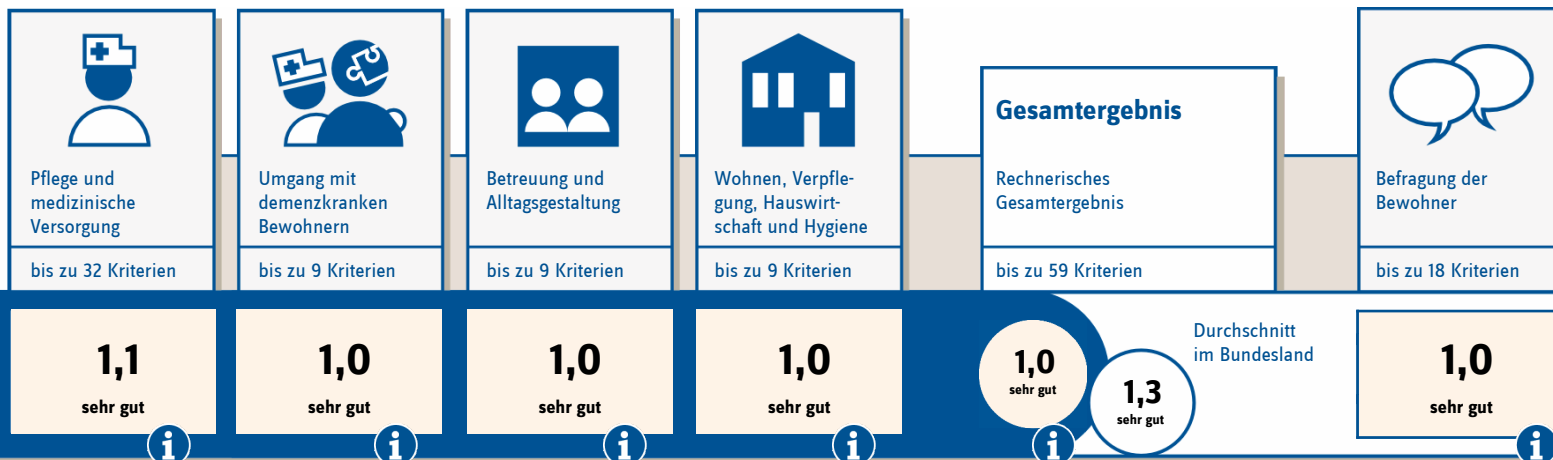 Pflege und
medizinische
Versorgung
bis zu 32 Kriterien
1,1
sehr gut
Umgang mit
demenzkranken
Bewohnern
bis zu 9 Kriterien
1,0
sehr gut
Betreuung und
Alltagsgestaltung
bis zu 9 Kriterien
1,0
sehr gut
Wohnen, Verpfle-
gung, Hauswirt-
schaft und Hygiene
bis zu 9 Kriterien
1,0
sehr gut
Gesamtergebnis
Rechnerisches
Gesamtergebnis
bis zu 59 Kriterien
1,0
sehr gut
Durchschnitt
im Bundesland
1,3
sehr gut
Befragung der
Bewohner
bis zu 18 Kriterien
1,0
sehr gut